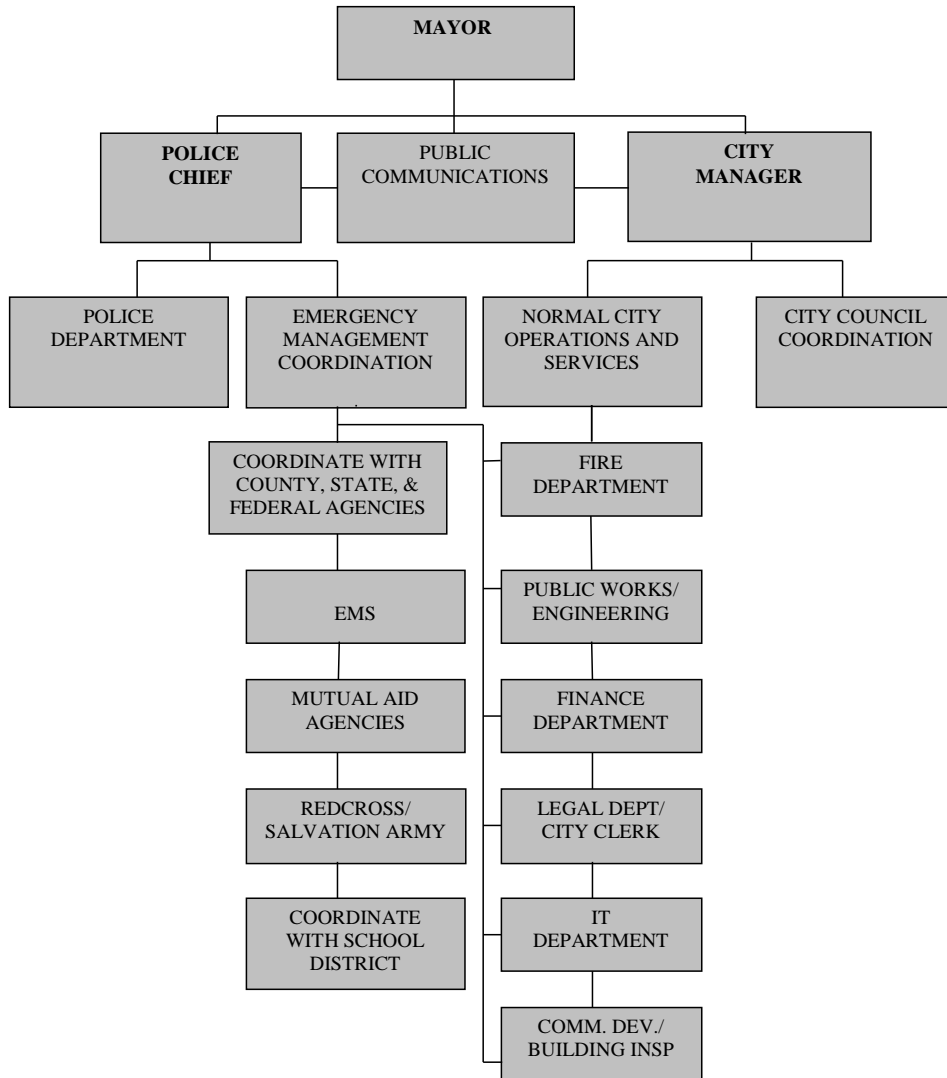 MAYOR
POLICE
CHIEF
PUBLIC
COMMUNICATIONS
CITY
MANAGER
POLICE
DEPARTMENT
EMERGENCY
MANAGEMENT
COORDINATION
NORMAL CITY
OPERATIONS AND
SERVICES
CITY COUNCIL
COORDINATION
COORDINATE WITH
COUNTY, STATE, &
FEDERAL AGENCIES
FIRE
DEPARTMENT
EMS
PUBLIC WORKS/
ENGINEERING
MUTUAL AID
AGENCIES
FINANCE
DEPARTMENT
REDCROSS/
SALVATION ARMY
LEGAL DEPT/
CITY CLERK
COORDINATE
WITH SCHOOL
DISTRICT
IT
DEPARTMENT
COMM. DEV./
BUILDING INSP